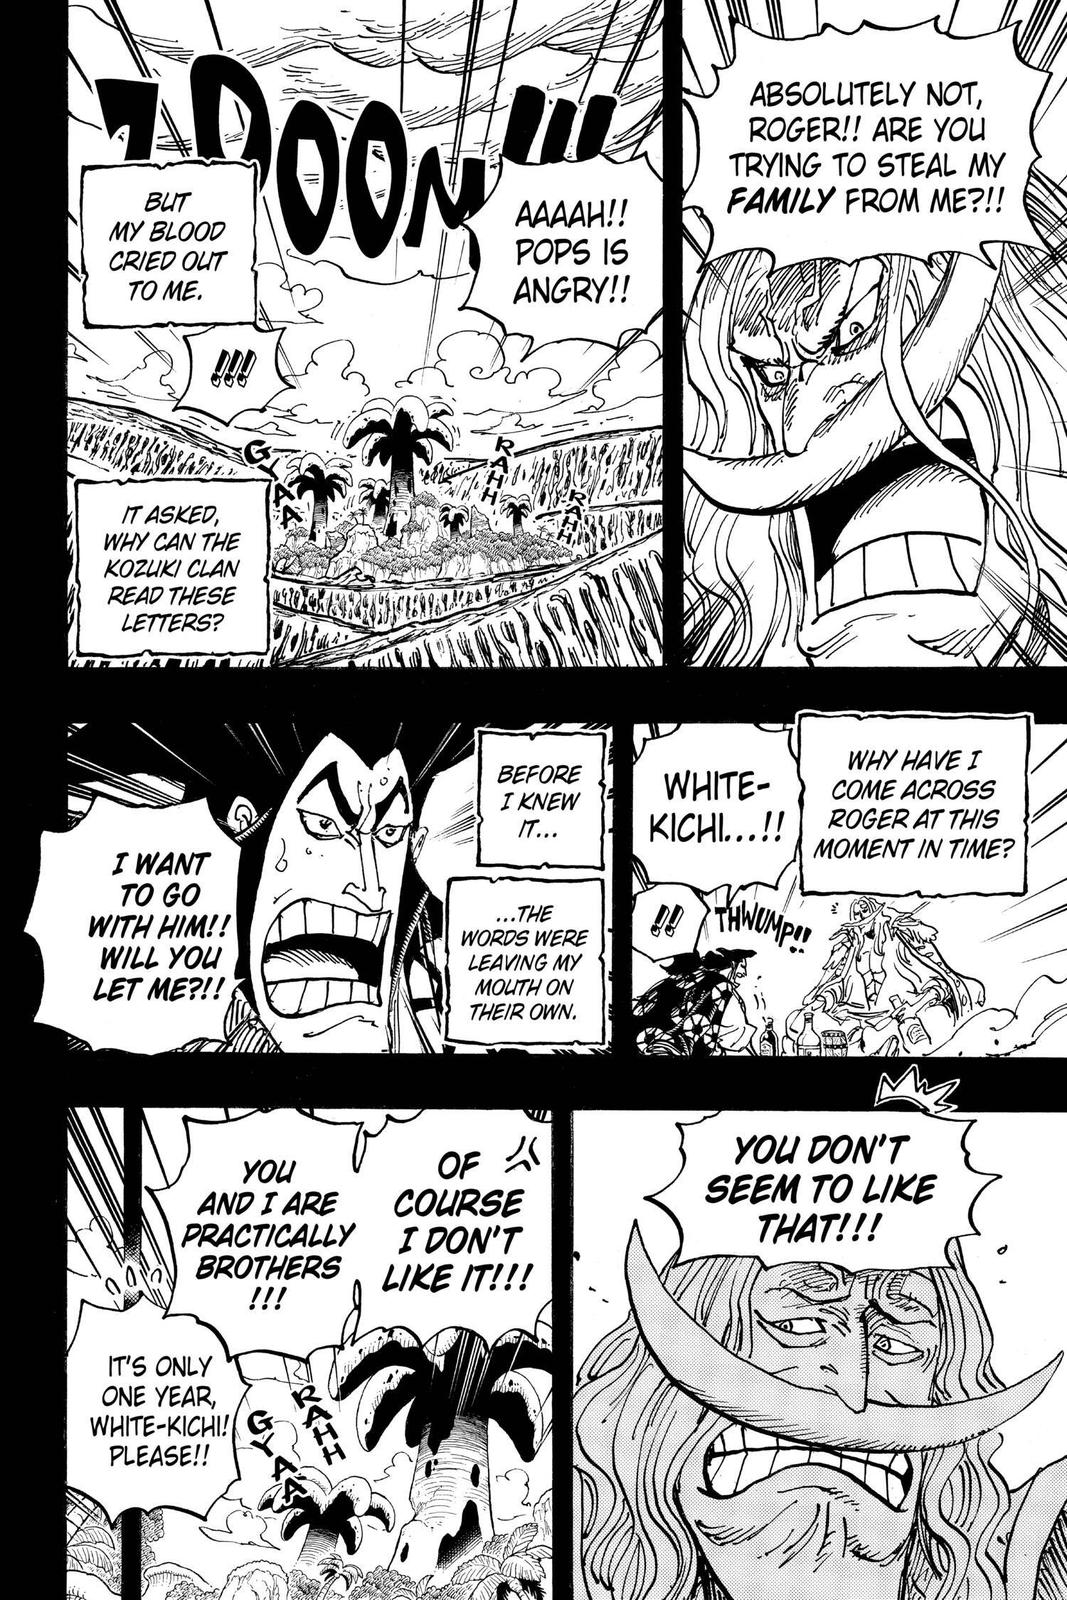 ABSOLUTELY NOT,
ROGER!! ARE YOU
TRYING TO STEAL MY
FAMILY FROM ME?!!
DOON!!!
AAAAH!!
POPS IS
ANGRY!!
BUT
MY BLOOD
CRIED OUT
TO ME.
!!!
GYAA
RAHH
RAHH
IT ASKED,
WHY CAN THE
KOZUKI CLAN
READ THESE
LETTERS?
WHY HAVE I
COME ACROSS
ROGER AT THIS
MOMENT IN TIME?
WHITE-
KICHI...!!
!!
THWUMP!!
BEFORE
I KNEW
IT...
...THE
WORDS WERE
LEAVING MY
MOUTH ON
THEIR OWN.
I WANT
TO GO
WITH HIM!!
WILL YOU
LET ME?!!
YOU DON'T
SEEM TO LIKE
THAT!!!
OF
COURSE
I DON'T
LIKE IT!!!
YOU
AND I ARE
PRACTICALLY
BROTHERS
!!!
RAHH
GYAA
IT'S ONLY
ONE YEAR,
WHITE-KICHI!
PLEASE!!